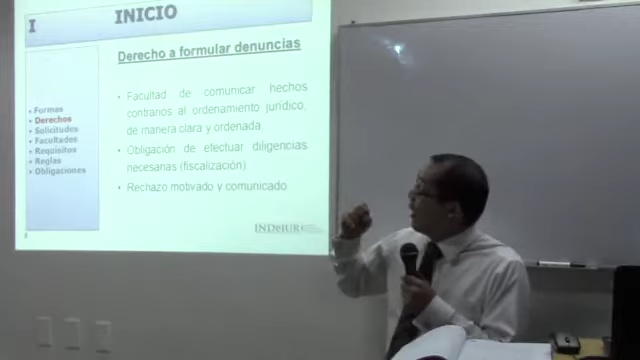 I INICIO
Derecho a formular denuncias
• Facultad de comunicar hechos
contrarios al ordenamiento jurídico,
de manera clara y ordenada
• Obligación de efectuar diligencias
necesarias (fiscalización)
• Rechazo motivado y comunicado
• Formas
• Derechos
• Solicitudes
• Facultades
• Requisitos
• Reglas
• Obligaciones
INDeJUR